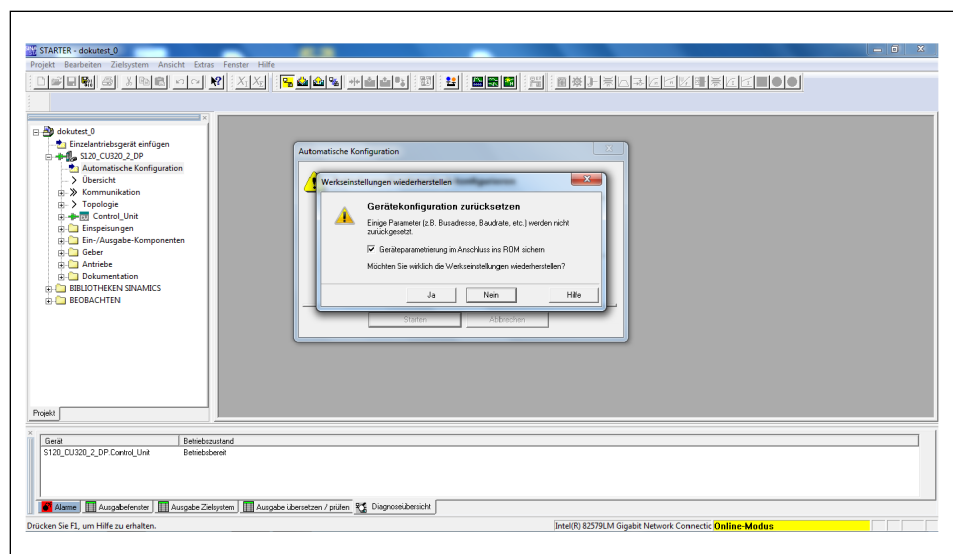 STARTER - dokutest_0
Projekt Bearbeiten Zielsystem Ansicht Extras Fenster Hilfe
dokutest_0
Einzelantriebsgerät einfügen
S120_CU320_2_DP
Automatische Konfiguration
Übersicht
Kommunikation
Topologie
Control_Unit
Einspeisungen
Ein-/Ausgabe-Komponenten
Geber
Antriebe
Dokumentation
BIBLIOTHEKEN SINAMICS
BEOBACHTEN
Projekt
Automatische Konfiguration
Werkseinstellungen wiederherstellen
Gerätekonfiguration zurücksetzen
Einige Parameter (z.B. Busadresse, Baudrate, etc.) werden nicht
zurückgesetzt.
Geräteparametrierung im Anschluss ins ROM sichern
Möchten Sie wirklich die Werkseinstellungen wiederherstellen?
Ja Nein Hilfe
Starten Abbrechen
Gerät Betriebszustand
S120_CU320_2_DP.Control_Unit Betriebsbereit
Alarme Ausgabefenster Ausgabe Zielsystem Ausgabe übersetzen / prüfen Diagnoseübersicht
Drücken Sie F1, um Hilfe zu erhalten. Intel(R) 82579LM Gigabit Network Connectic Online-Modus